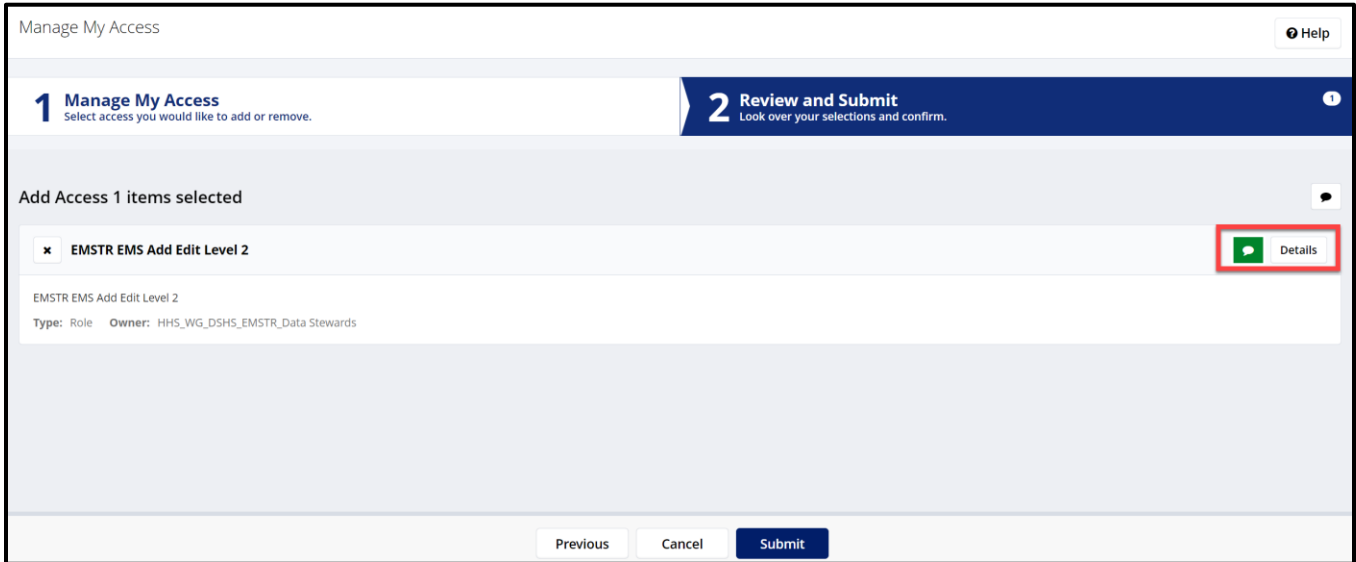 Manage My Access
Help
1 Manage My Access
Select access you would like to add or remove.
2 Review and Submit
Look over your selections and confirm.
1
Add Access 1 items selected
EMSTR EMS Add Edit Level 2
Details
EMSTR EMS Add Edit Level 2
Type: Role Owner: HHS_WG_DSHS_EMSTR_Data Stewards
Previous Cancel Submit